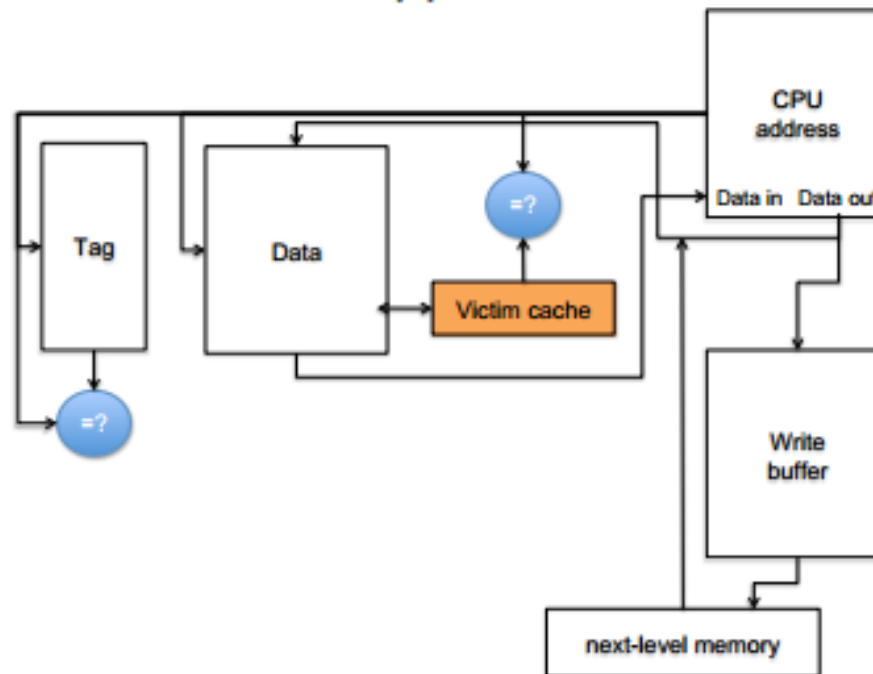 CPU
address
Data in Data out
Tag
Data
=?
Victim cache
=?
Write
buffer
next-level memory